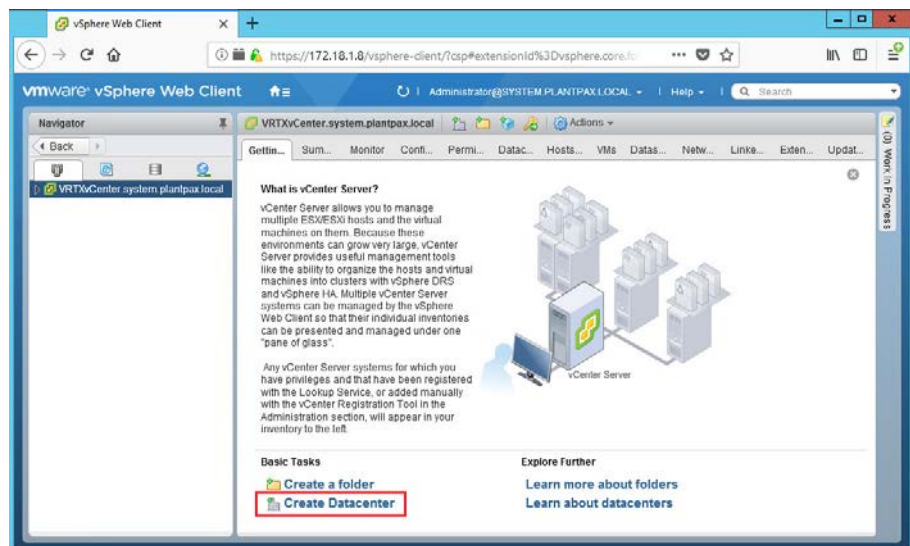 vSphere Web Client
https://172.18.1.8/vsphere-client/?csp#extensionId%3Dvsphere.core.
vmware® vSphere Web Client
Administrator@SYSTEM.PLANTPAX.LOCAL
Help
Search
Navigator
Back
VRTXvCenter.system.plantpax.local
VRTXvCenter.system.plantpax.local
Actions
Gettin... Sum... Monitor Confi... Permi... Datac... Hosts... VMs Datas... Netw... Linke... Exten... Updat...
(0) Work In Progress
What is vCenter Server?
vCenter Server allows you to manage
multiple ESX/ESXi hosts and the virtual
machines on them. Because these
environments can grow very large, vCenter
Server provides useful management tools
like the ability to organize the hosts and virtual
machines into clusters with vSphere DRS
and vSphere HA. Multiple vCenter Server
systems can be managed by the vSphere
Web Client so that their individual inventories
can be presented and managed under one
"pane of glass".
Any vCenter Server systems for which you
have privileges and that have been registered
with the Lookup Service, or added manually
with the vCenter Registration Tool in the
Administration section, will appear in your
inventory to the left.
vCenter Server
Basic Tasks
Create a folder
Create Datacenter
Explore Further
Learn more about folders
Learn about datacenters